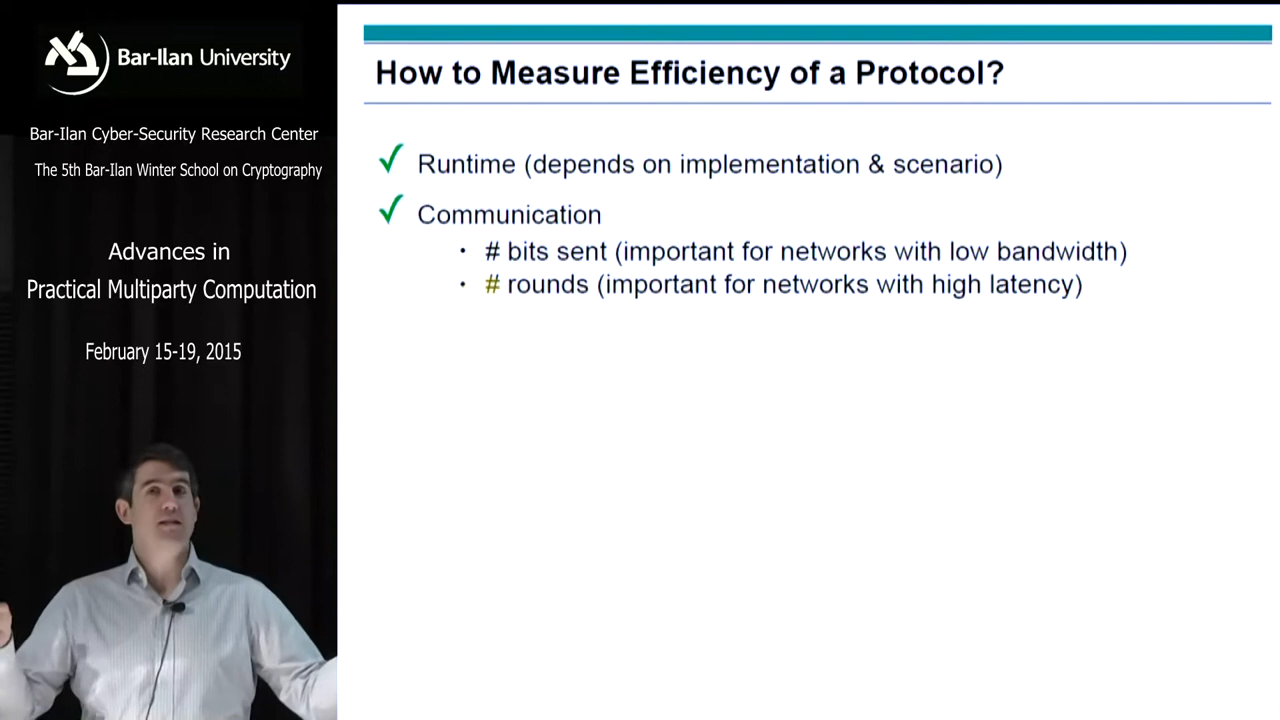 Bar-Ilan University
Bar-Ilan Cyber-Security Research Center
The 5th Bar-Ilan Winter School on Cryptography
Advances in
Practical Multiparty Computation
February 15-19, 2015
How to Measure Efficiency of a Protocol?
✓ Runtime (depends on implementation & scenario)
✓ Communication
· # bits sent (important for networks with low bandwidth)
· # rounds (important for networks with high latency)